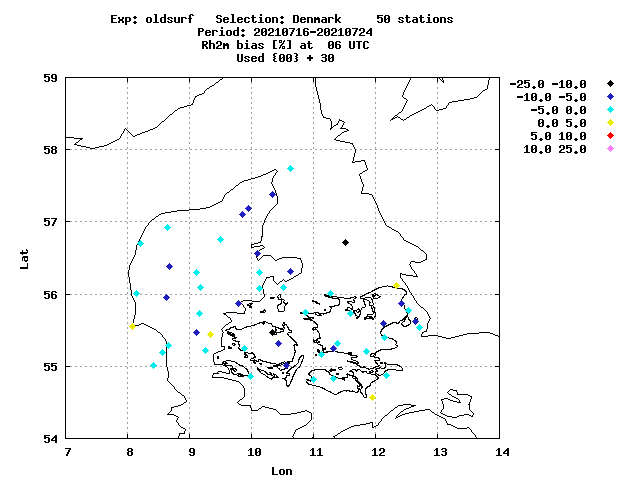 Exp: oldsurf Selection: Denmark 50 stations
Period: 20210716-20210724
Rh2m bias [%] at 06 UTC
Used {00} + 30
-25.0 -10.0
-10.0 -5.0
-5.0 0.0
0.0 5.0
5.0 10.0
10.0 25.0
59
58
57
56
55
54
Lat
7 8 9 10 11 12 13 14
Lon